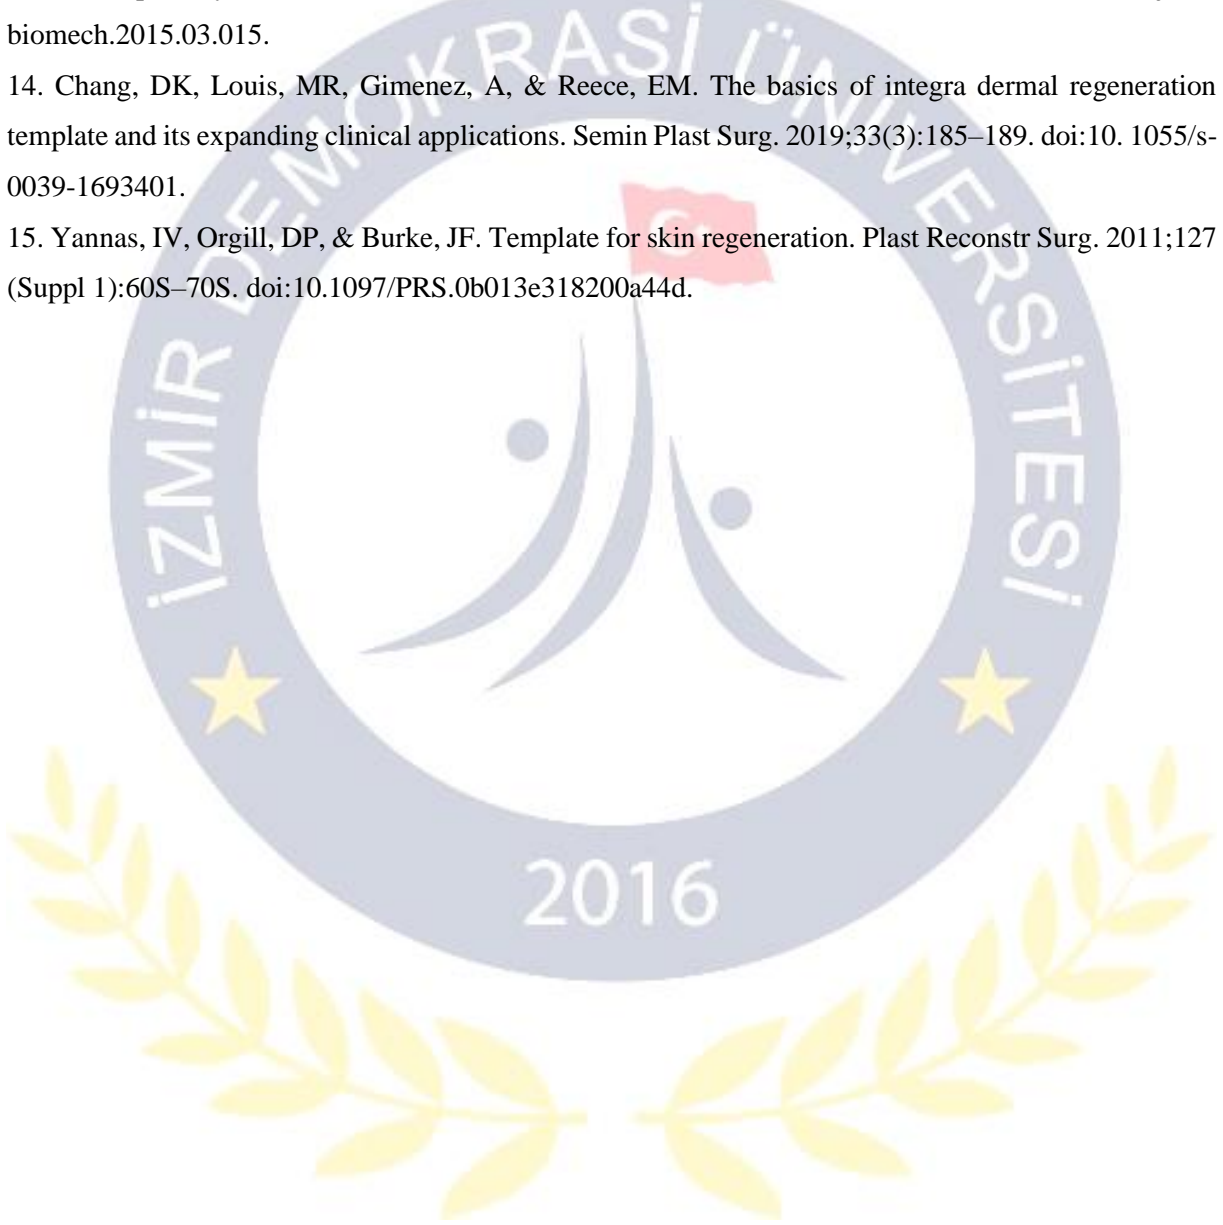 biomech.2015.03.015.
14. Chang, DK, Louis, MR, Gimenez, A, & Reece, EM. The basics of integra dermal regeneration
template and its expanding clinical applications. Semin Plast Surg. 2019;33(3):185–189. doi:10. 1055/s-
0039-1693401.
15. Yannas, IV, Orgill, DP, & Burke, JF. Template for skin regeneration. Plast Reconstr Surg. 2011;127
(Suppl 1):60S–70S. doi:10.1097/PRS.0b013e318200a44d.
İZMİR DEMOKRASİ ÜNİVERSİTESİ
2016